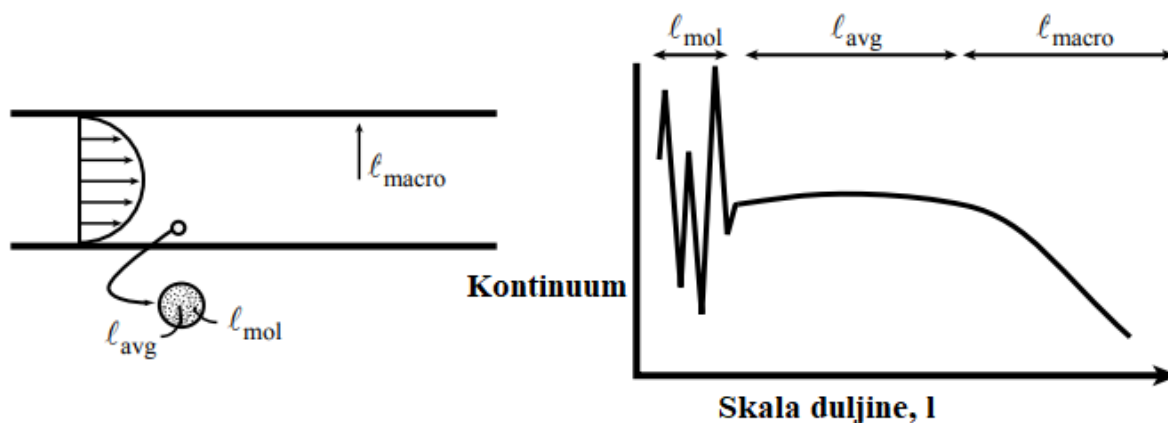 ℓmacro
ℓavg
ℓmol
ℓmol ℓavg ℓmacro
Kontinuum
Skala duljine, l